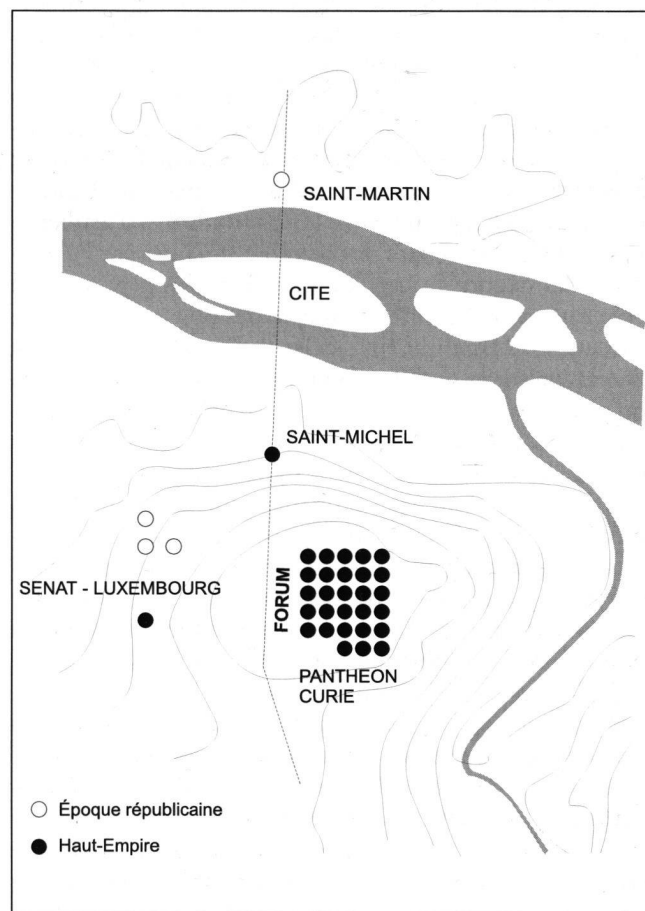 SAINT-MARTIN
CITE
SAINT-MICHEL
SENAT - LUXEMBOURG
FORUM
PANTHEON
CURIE
Époque républicaine
Haut-Empire